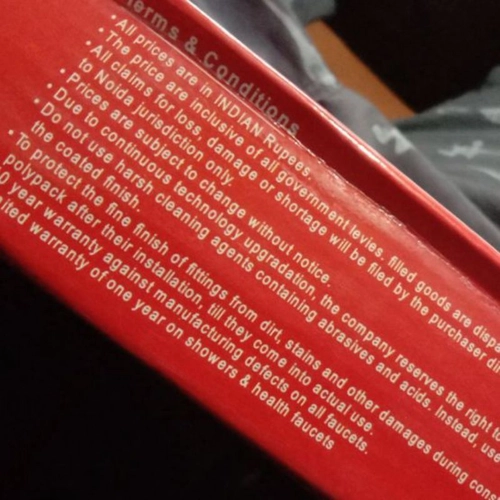 Terms & Conditions
• All prices are in INDIAN Rupees.
• The price are inclusive of all government levies, filled goods are
• All claims for loss, damage or shortage will be filed by the purchaser
to Noida jurisdiction only.
• Prices are subject to change without notice.
• Due to continuous technology upgradation, the company reserves the right
• Do not use harsh cleaning agents containing abrasives and acids. Instead, use
the coated finish.
• To protect the fine finish of fittings from dirt, stains and other damages during
polypack after their installation, till they come into actual use.
year warranty against manufacturing defects on all faucets.
warranty of one year on showers & health faucets